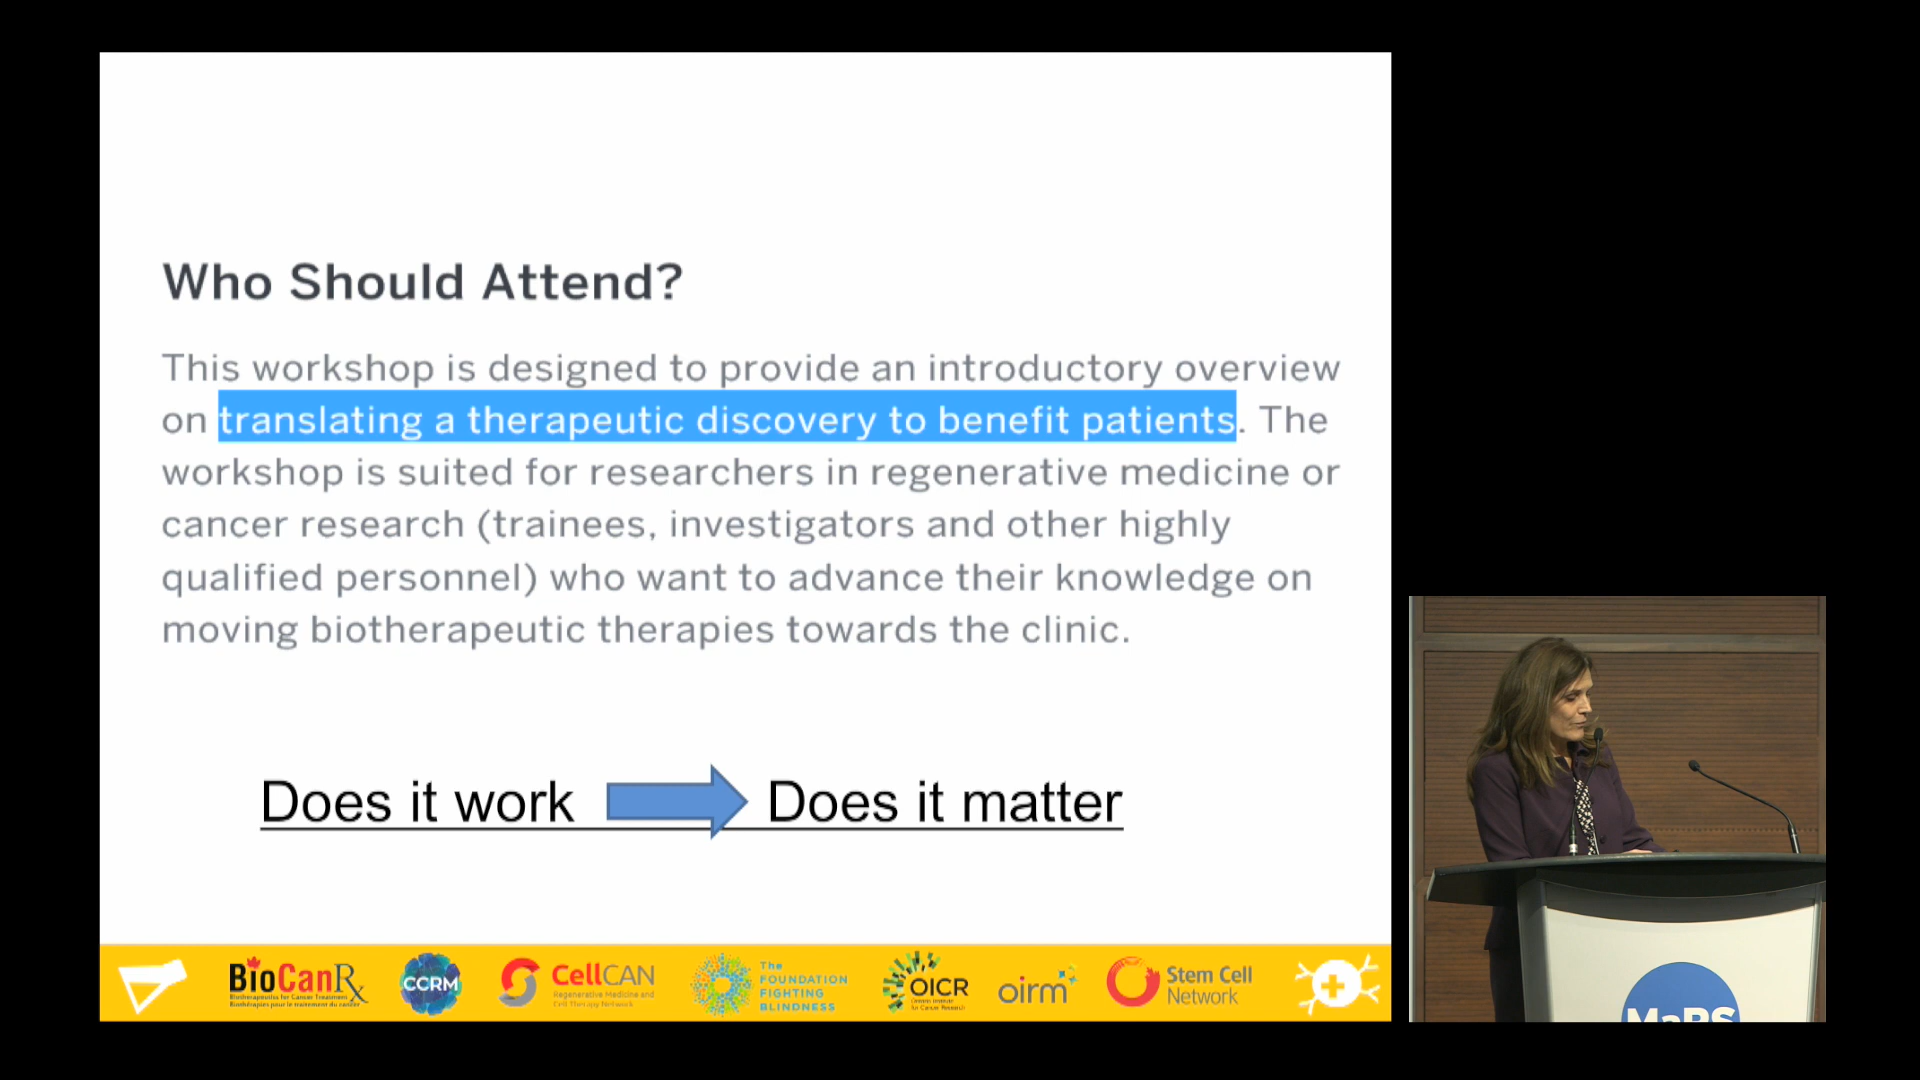 Who Should Attend?
This workshop is designed to provide an introductory overview
on translating a therapeutic discovery to benefit patients. The
workshop is suited for researchers in regenerative medicine or
cancer research (trainees, investigators and other highly
qualified personnel) who want to advance their knowledge on
moving biotherapeutic therapies towards the clinic.
Does it work Does it matter
BioCanRx
Biotherapeutics for Cancer Treatment
Biothérapies pour le traitement du cancer
CCRM
CellCAN
Regenerative Medicine and
Cell Therapy Network
The
FOUNDATION
FIGHTING
BLINDNESS
OICR
Ontario Institute
for Cancer Research
oirm
Stem Cell
Network
MaRS